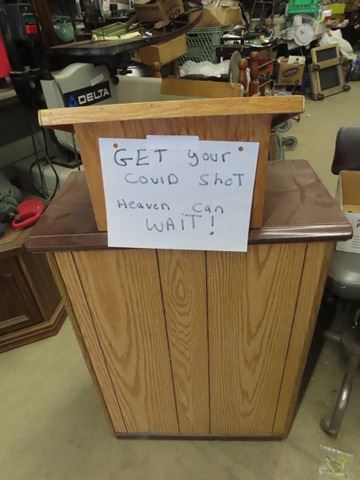 DELTA
GET your
COVID SHOT
Heaven can
WAIT!